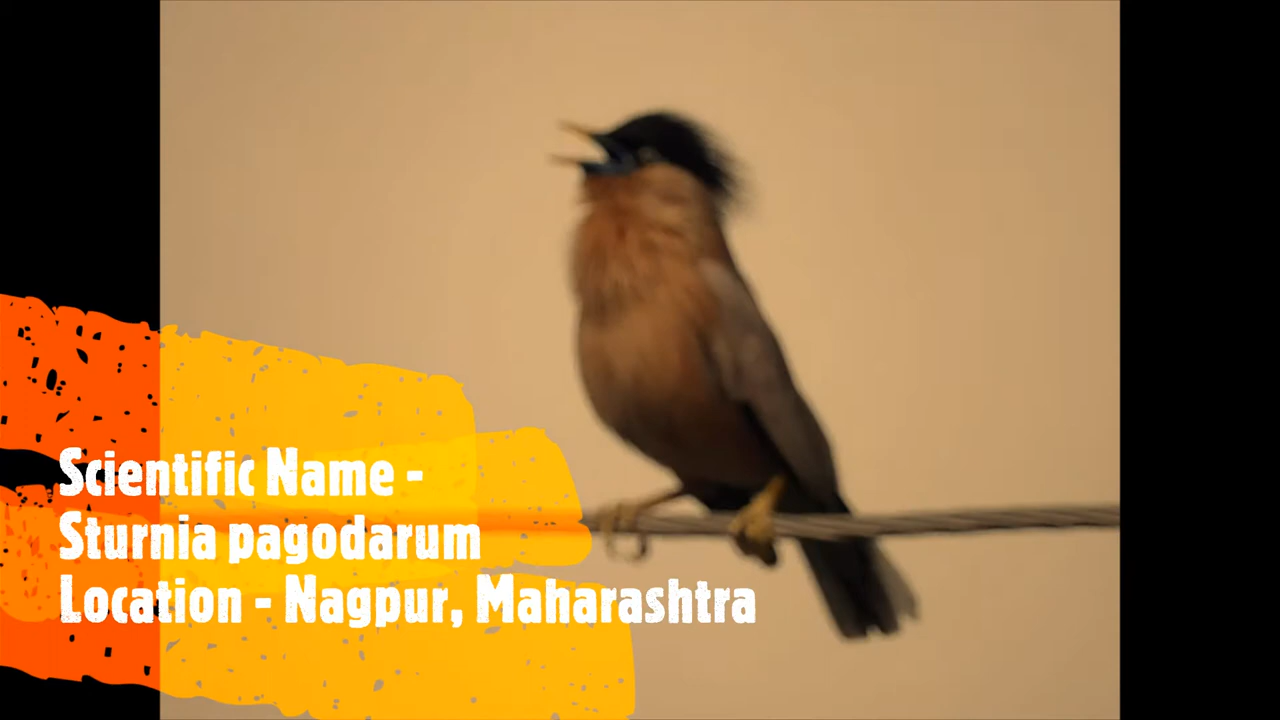 Scientific Name -
Sturnia pagodarum
Location - Nagpur, Maharashtra